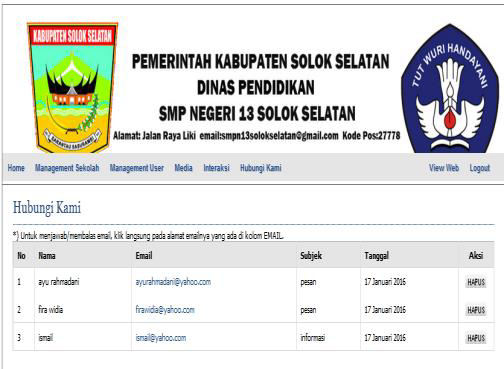 KABUPATEN SOLOK SELATAN
SARANTAU SASURAMBI
PEMERINTAH KABUPATEN SOLOK SELATAN
DINAS PENDIDIKAN
SMP NEGERI 13 SOLOK SELATAN
Alamat: Jalan Raya Liki email:smpn13solokselatan@gmail.com Kode Pos:27778
TUT WURI HANDAYANI
Home Management Sekolah Management User Media Interaksi Hubungi Kami View Web Logout
Hubungi Kami
*) Untuk menjawab/membalas email, klik langsung pada alamat emailnya yang ada di kolom EMAIL.
No Nama Email Subjek Tanggal Aksi
1 ayu rahmadani ayurahmadani@yahoo.com pesan 17 Januari 2016 HAPUS
2 fira widia firawidia@yahoo.com pesan 17 Januari 2016 HAPUS
3 ismail ismail@yahoo.com informasi 17 Januari 2016 HAPUS